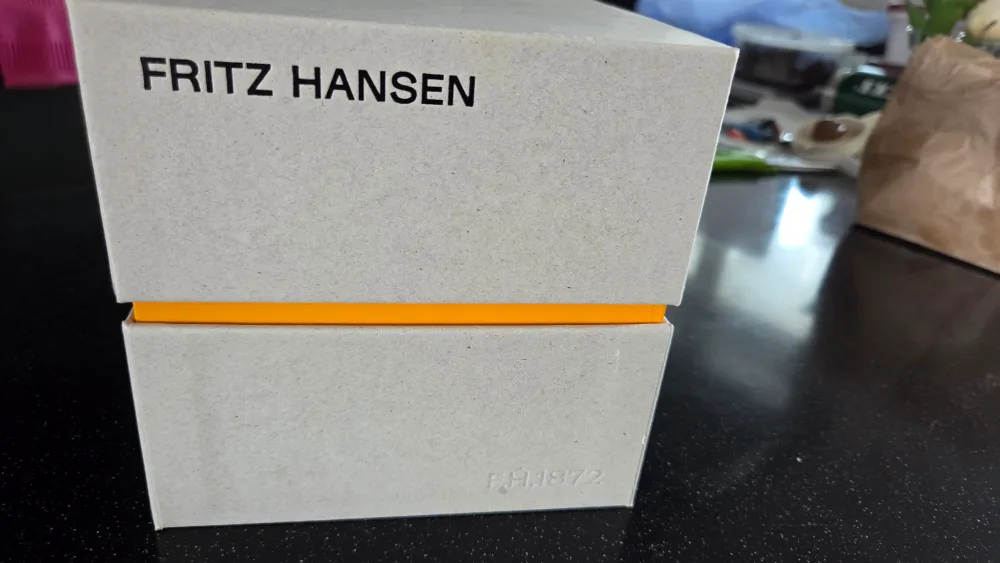 FRITZ HANSEN
F.H.1872